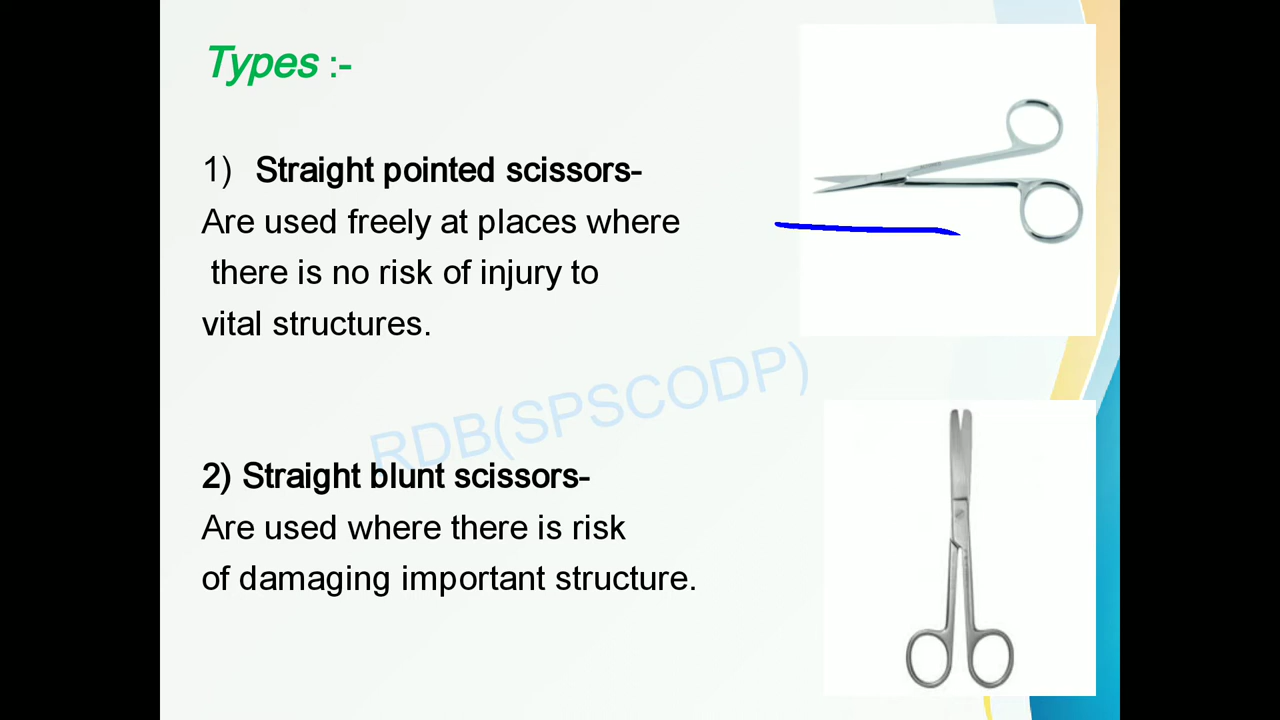 Types :-
1) Straight pointed scissors-
Are used freely at places where
there is no risk of injury to
vital structures.
RDB(SPSCODP)
2) Straight blunt scissors-
Are used where there is risk
of damaging important structure.